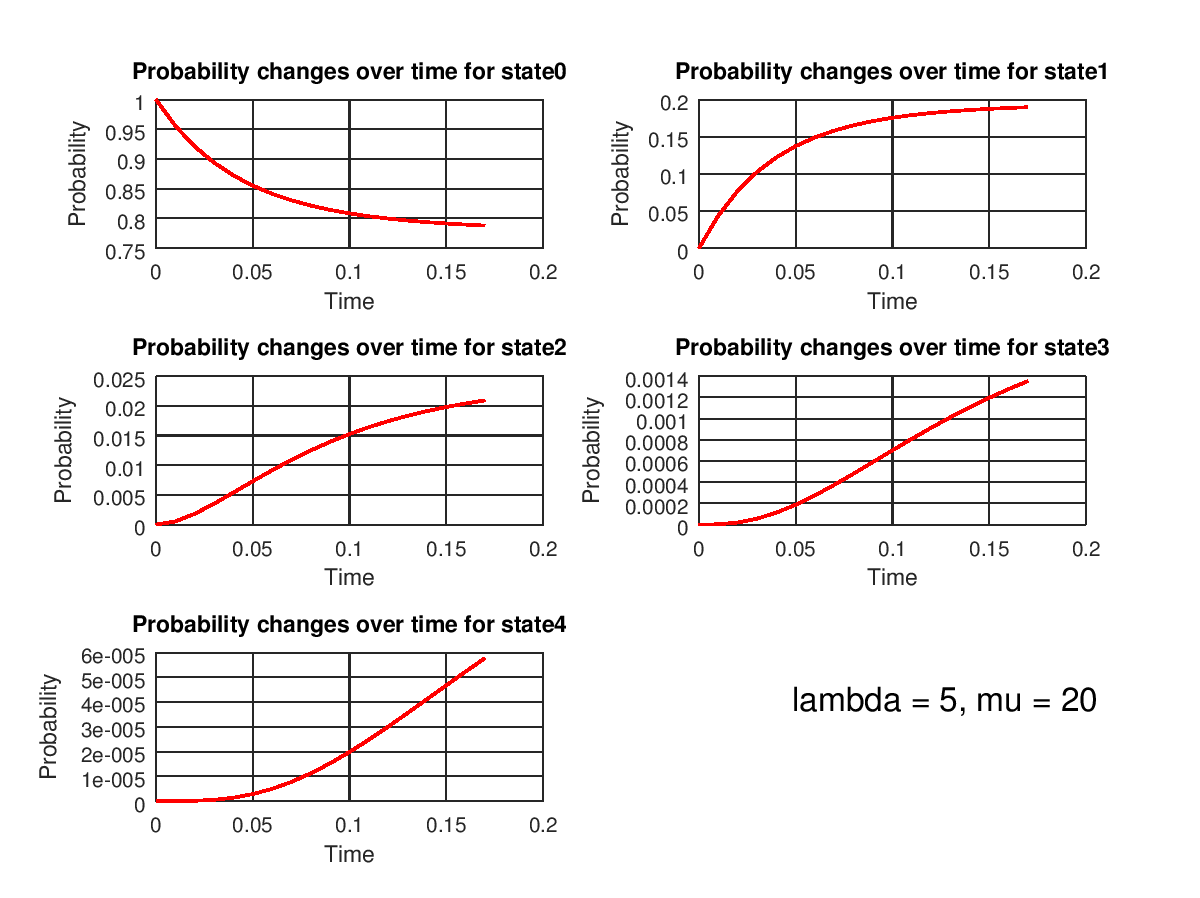 Probability changes over time for state0
1
0.95
0.9
0.85
0.8
0.75
Probability
0 0.05 0.1 0.15 0.2
Time
Probability changes over time for state1
0.2
0.15
0.1
0.05
0
Probability
0 0.05 0.1 0.15 0.2
Time
Probability changes over time for state2
0.025
0.02
0.015
0.01
0.005
0
Probability
0 0.05 0.1 0.15 0.2
Time
Probability changes over time for state3
0.0014
0.0012
0.001
0.0008
0.0006
0.0004
0.0002
0
Probability
0 0.05 0.1 0.15 0.2
Time
Probability changes over time for state4
6e-005
5e-005
4e-005
3e-005
2e-005
1e-005
0
Probability
0 0.05 0.1 0.15 0.2
Time
lambda = 5, mu = 20